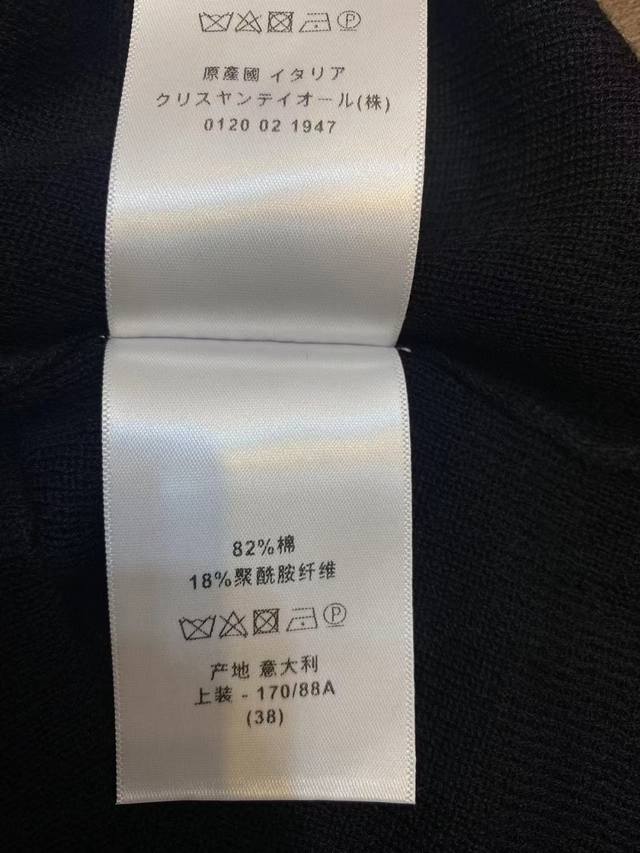 原產國 イタリア
クリスヤンデイオール(株)
0120 02 1947
82%棉
18%聚酰胺纤维
产地 意大利
上装 - 170/88A
(38)